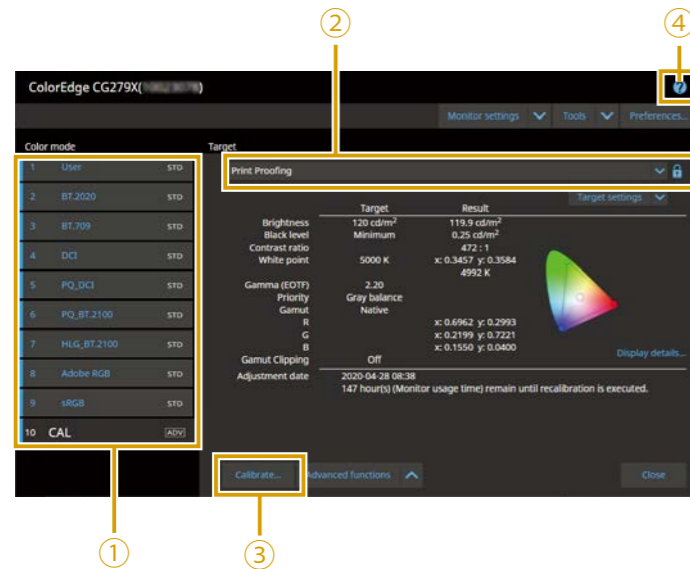 ② ④
ColorEdge CG279X( )
Monitor settings Tools Preferences...
Color mode Target
1 User STD
Print Proofing
2 BT.2020 STD
Target settings
Target Result
3 BT.709 STD
Brightness 120 cd/m² 119.9 cd/m²
Black level Minimum 0.25 cd/m²
Contrast ratio 472 : 1
4 DCI STD
White point 5000 K x: 0.3457 y: 0.3584
4992 K
5 PQ_DCI STD
Gamma (EOTF) 2.20
Priority Gray balance
Gamut Native
6 PQ_BT.2100 STD
R x: 0.6962 y: 0.2993
G x: 0.2199 y: 0.7221
7 HLG_BT.2100 STD
B x: 0.1550 y: 0.0400
Display details...
Gamut Clipping Off
8 Adobe RGB STD
Adjustment date 2020-04-28 08:38
147 hour(s) (Monitor usage time) remain until recalibration is executed.
9 sRGB STD
10 CAL ADV
Calibrate... Advanced functions Close
① ③